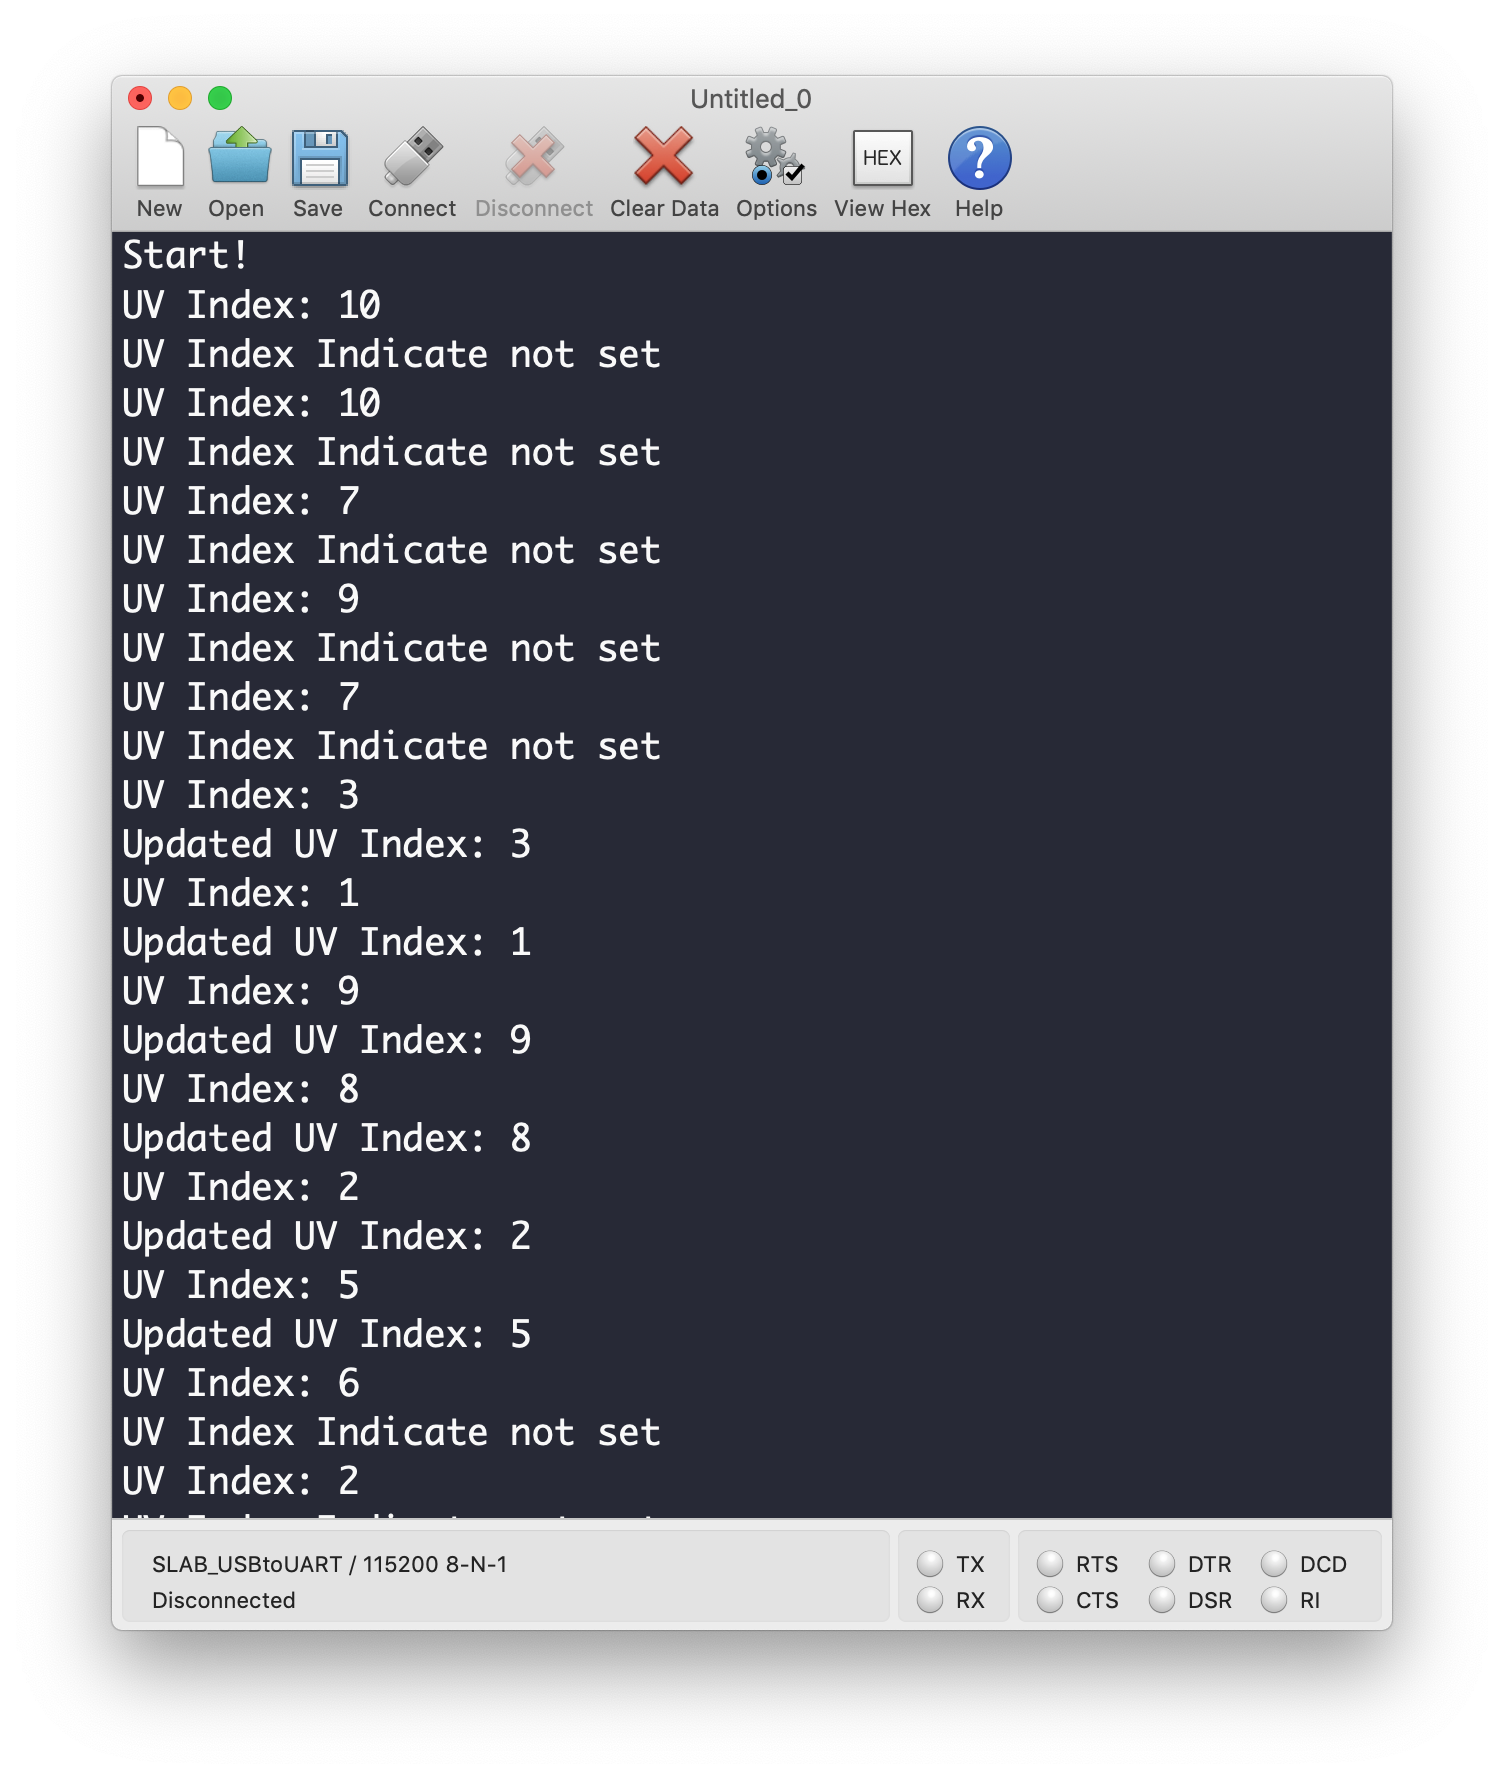 Untitled_0
HEX
?
New Open Save Connect Disconnect Clear Data Options View Hex Help
Start!
UV Index: 10
UV Index Indicate not set
UV Index: 10
UV Index Indicate not set
UV Index: 7
UV Index Indicate not set
UV Index: 9
UV Index Indicate not set
UV Index: 7
UV Index Indicate not set
UV Index: 3
Updated UV Index: 3
UV Index: 1
Updated UV Index: 1
UV Index: 9
Updated UV Index: 9
UV Index: 8
Updated UV Index: 8
UV Index: 2
Updated UV Index: 2
UV Index: 5
Updated UV Index: 5
UV Index: 6
UV Index Indicate not set
UV Index: 2
SLAB_USBtoUART / 115200 8-N-1
Disconnected
TX RTS DTR DCD
RX CTS DSR RI